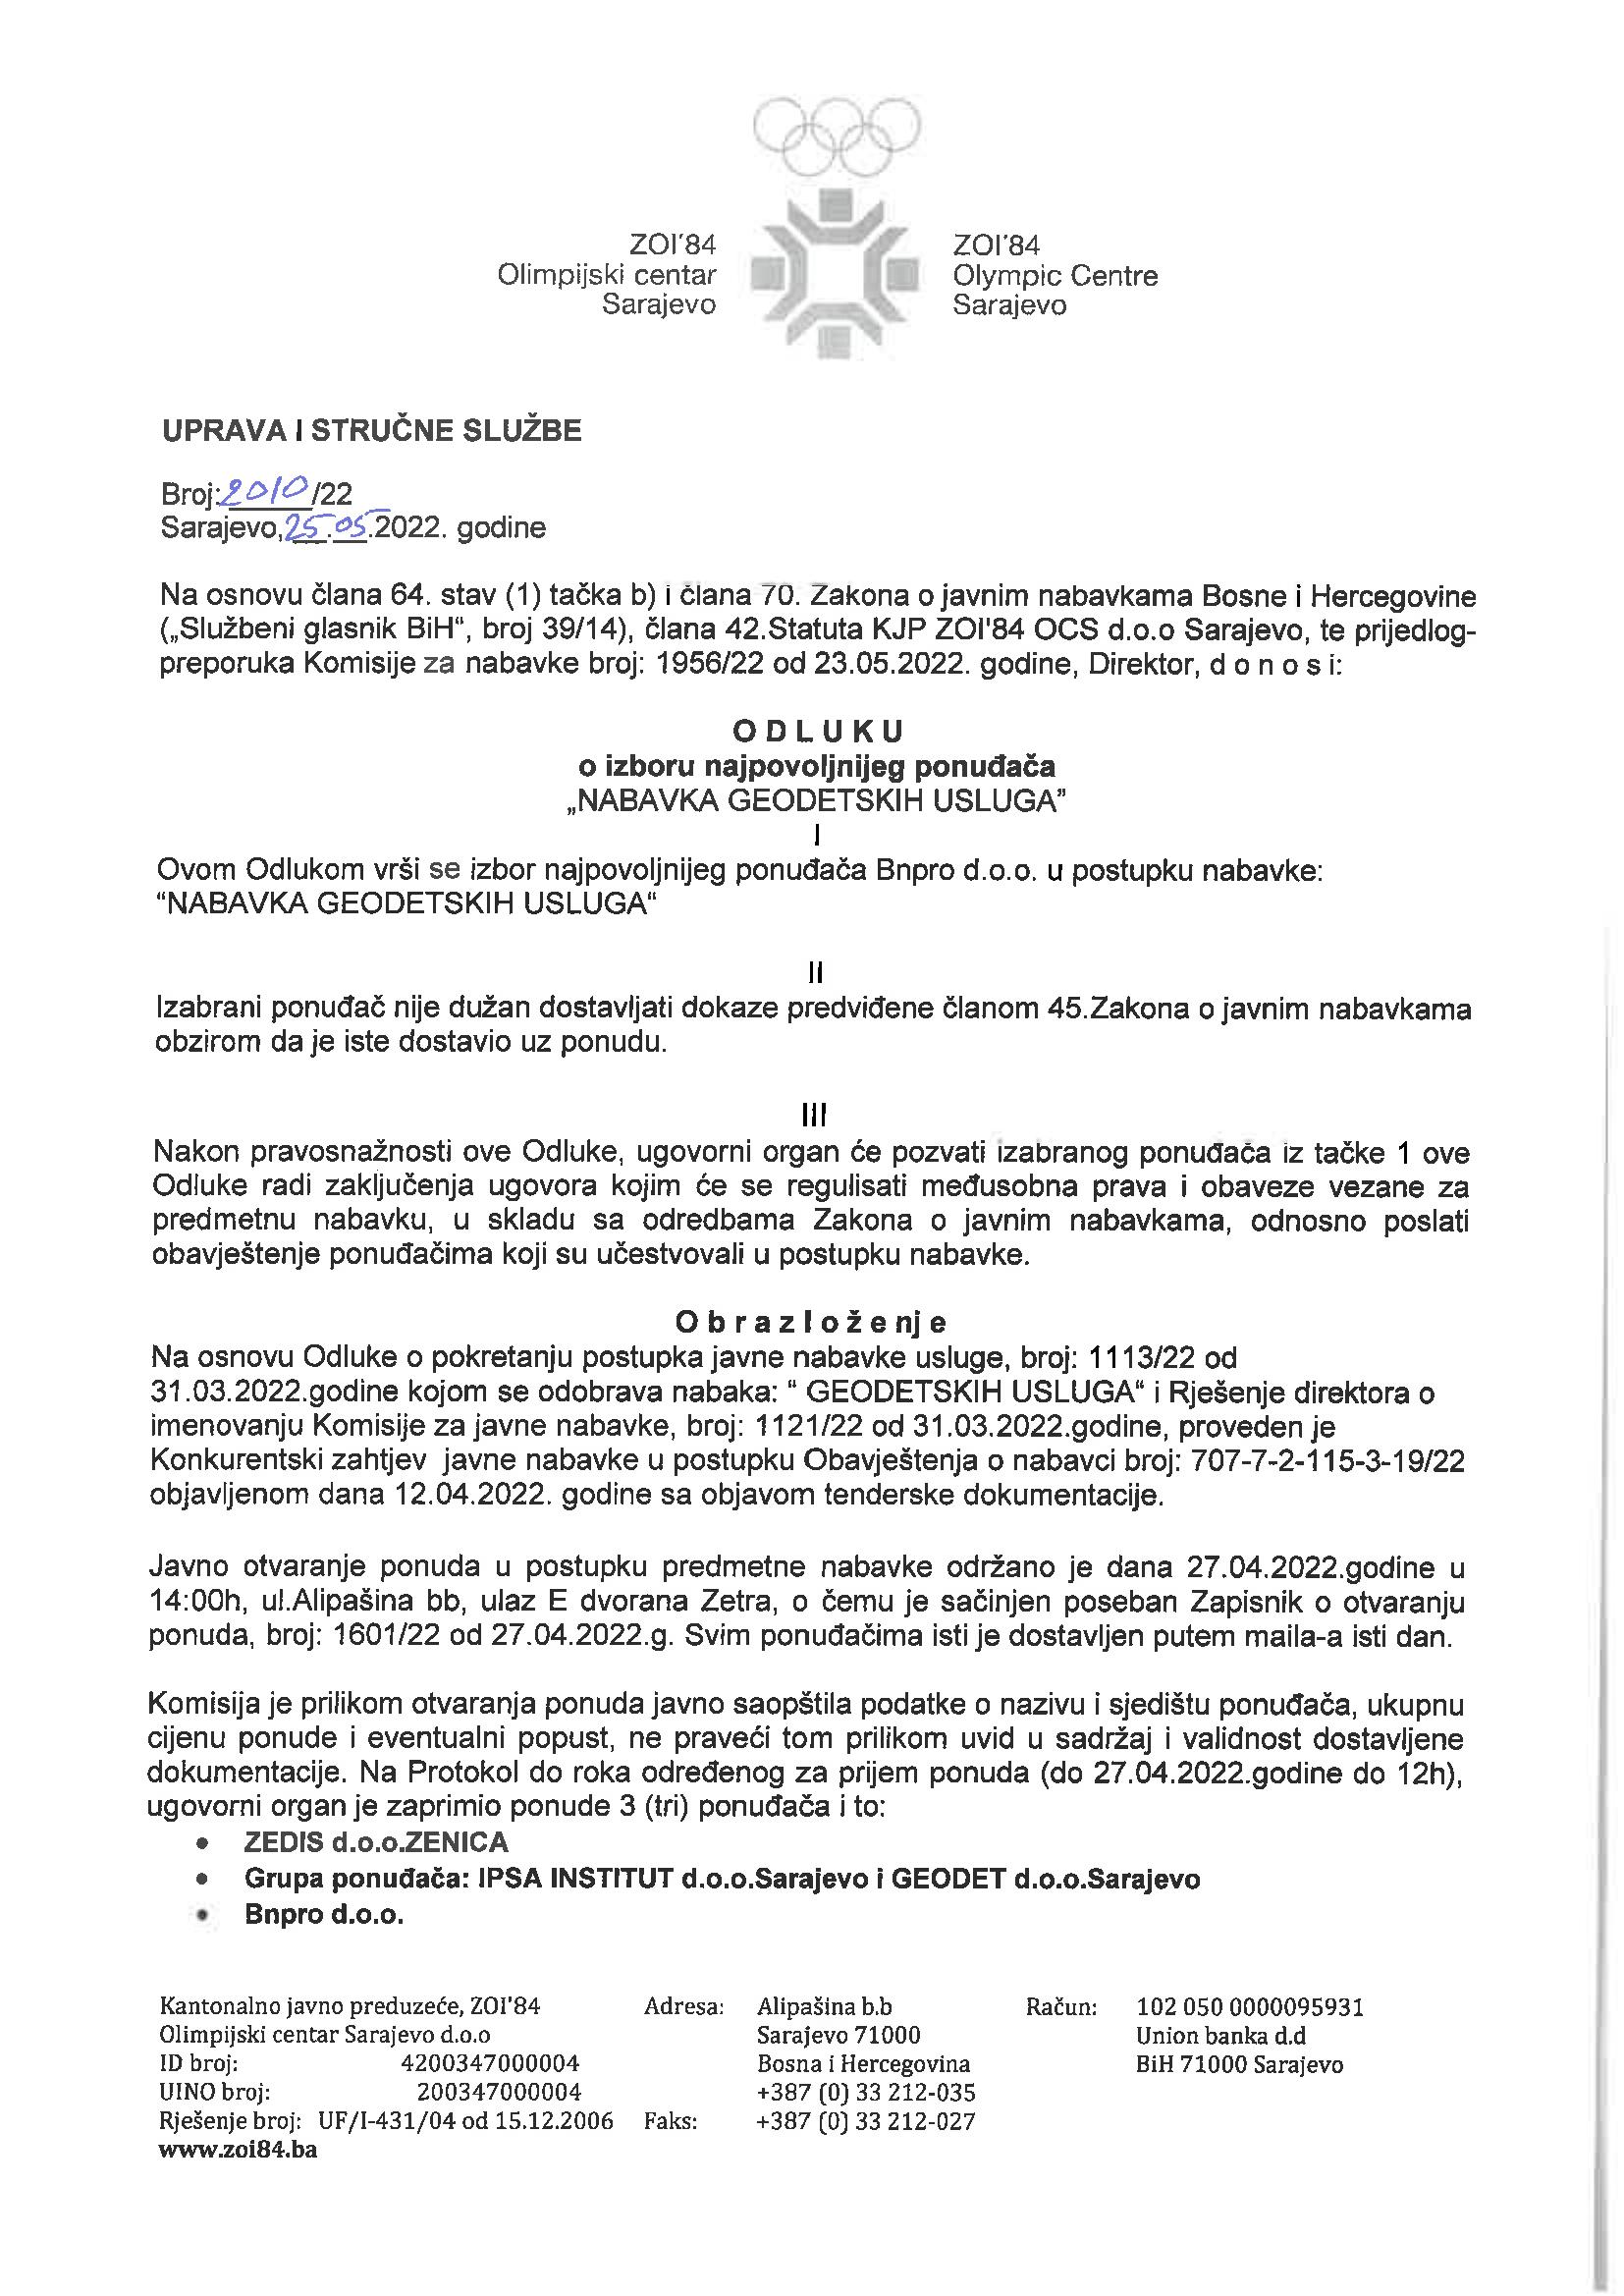 ZOI'84
Olimpijski centar
Sarajevo
ZOI'84
Olympic Centre
Sarajevo
UPRAVA I STRUČNE SLUŽBE
Broj:2010/22
Sarajevo,25.05.2022. godine
Na osnovu člana 64. stav (1) tačka b) i člana 70. Zakona o javnim nabavkama Bosne i Hercegovine
(„Službeni glasnik BiH“, broj 39/14), člana 42.Statuta KJP ZOI'84 OCS d.o.o Sarajevo, te prijedlog-
preporuka Komisije za nabavke broj: 1956/22 od 23.05.2022. godine, Direktor, d o n o s i:
O D L U K U
o izboru najpovoljnijeg ponuđača
„NABAVKA GEODETSKIH USLUGA”
I
Ovom Odlukom vrši se izbor najpovoljnijeg ponuđača Bnpro d.o.o. u postupku nabavke:
“NABAVKA GEODETSKIH USLUGA“
II
Izabrani ponuđač nije dužan dostavljati dokaze predviđene članom 45.Zakona o javnim nabavkama
obzirom da je iste dostavio uz ponudu.
III
Nakon pravosnažnosti ove Odluke, ugovorni organ će pozvati izabranog ponuđača iz tačke 1 ove
Odluke radi zaključenja ugovora kojim će se regulisati međusobna prava i obaveze vezane za
predmetnu nabavku, u skladu sa odredbama Zakona o javnim nabavkama, odnosno poslati
obavještenje ponuđačima koji su učestvovali u postupku nabavke.
O b r a z l o ž e nj e
Na osnovu Odluke o pokretanju postupka javne nabavke usluge, broj: 1113/22 od
31.03.2022.godine kojom se odobrava nabaka: “ GEODETSKIH USLUGA“ i Rješenje direktora o
imenovanju Komisije za javne nabavke, broj: 1121/22 od 31.03.2022.godine, proveden je
Konkurentski zahtjev javne nabavke u postupku Obavještenja o nabavci broj: 707-7-2-115-3-19/22
objavljenom dana 12.04.2022. godine sa objavom tenderske dokumentacije.
Javno otvaranje ponuda u postupku predmetne nabavke održano je dana 27.04.2022.godine u
14:00h, ul.Alipašina bb, ulaz E dvorana Zetra, o čemu je sačinjen poseban Zapisnik o otvaranju
ponuda, broj: 1601/22 od 27.04.2022.g. Svim ponuđačima isti je dostavljen putem maila-a isti dan.
Komisija je prilikom otvaranja ponuda javno saopštila podatke o nazivu i sjedištu ponuđača, ukupnu
cijenu ponude i eventualni popust, ne praveći tom prilikom uvid u sadržaj i validnost dostavljene
dokumentacije. Na Protokol do roka određenog za prijem ponuda (do 27.04.2022.godine do 12h),
ugovorni organ je zaprimio ponude 3 (tri) ponuđača i to:
• ZEDIS d.o.o.ZENICA
• Grupa ponuđača: IPSA INSTITUT d.o.o.Sarajevo i GEODET d.o.o.Sarajevo
• Bnpro d.o.o.
Kantonalno javno preduzeće, ZOI'84 Adresa: Alipašina b.b Račun: 102 050 0000095931
Olimpijski centar Sarajevo d.o.o Sarajevo 71000 Union banka d.d
ID broj: 4200347000004 Bosna i Hercegovina BiH 71000 Sarajevo
UINO broj: 200347000004 +387 (0) 33 212-035
Rješenje broj: UF/I-431/04 od 15.12.2006 Faks: +387 (0) 33 212-027
www.zoi84.ba